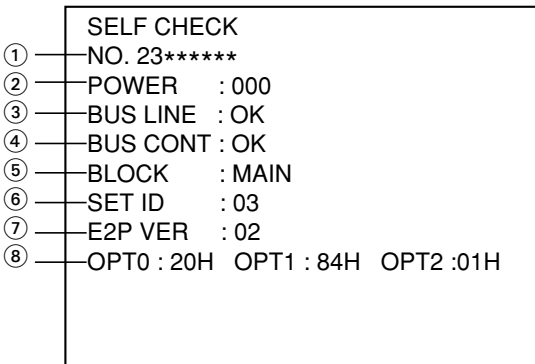 SELF CHECK
① NO. 23******
② POWER : 000
③ BUS LINE : OK
④ BUS CONT : OK
⑤ BLOCK : MAIN
⑥ SET ID : 03
⑦ E2P VER : 02
⑧ OPT0 : 20H OPT1 : 84H OPT2 :01H